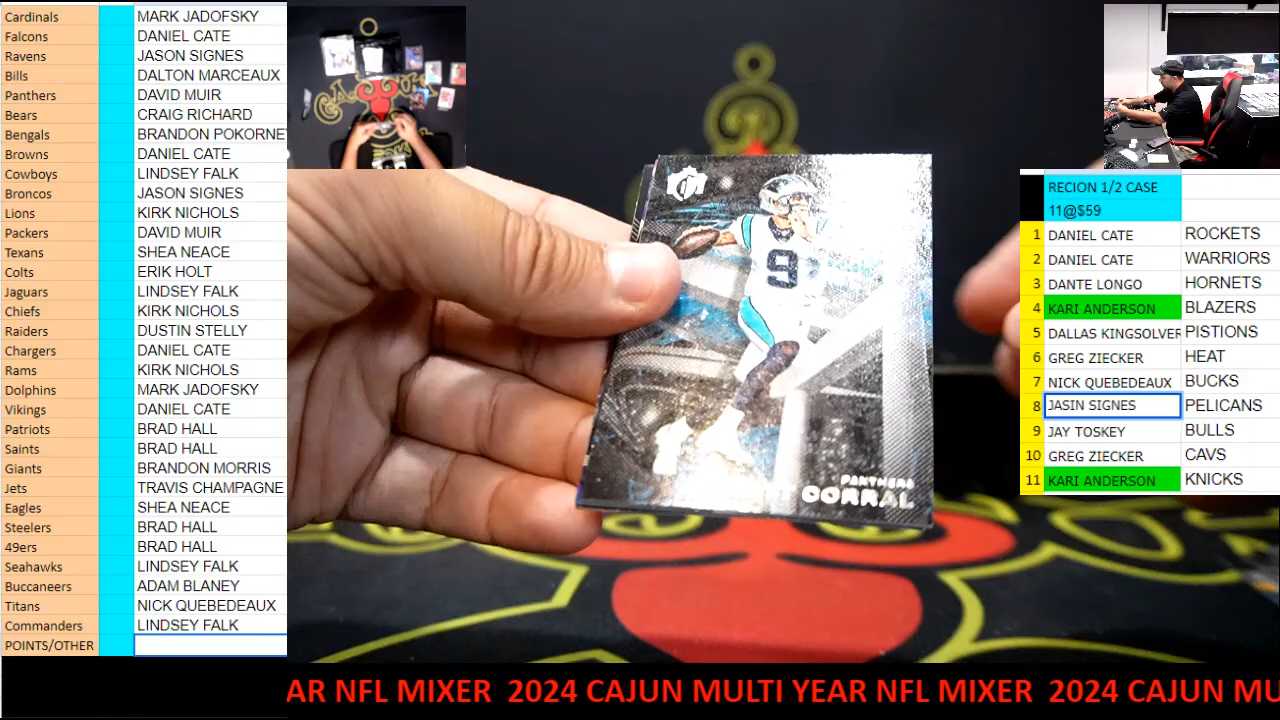 Cardinals MARK JADOFSKY
Falcons DANIEL CATE
Ravens JASON SIGNES
Bills DALTON MARCEAUX
Panthers DAVID MUIR
Bears CRAIG RICHARD
Bengals BRANDON POKORNEY
Browns DANIEL CATE
Cowboys LINDSEY FALK
Broncos JASON SIGNES
Lions KIRK NICHOLS
Packers DAVID MUIR
Texans SHEA NEACE
Colts ERIK HOLT
Jaguars LINDSEY FALK
Chiefs KIRK NICHOLS
Raiders DUSTIN STELLY
Chargers DANIEL CATE
Rams KIRK NICHOLS
Dolphins MARK JADOFSKY
Vikings DANIEL CATE
Patriots BRAD HALL
Saints BRAD HALL
Giants BRANDON MORRIS
Jets TRAVIS CHAMPAGNE
Eagles SHEA NEACE
Steelers BRAD HALL
49ers BRAD HALL
Seahawks LINDSEY FALK
Buccaneers ADAM BLANEY
Titans NICK QUEBEDEAUX
Commanders LINDSEY FALK
POINTS/OTHER
9
PANTHERS
CORRAL
RECION 1/2 CASE
11@$59
1 DANIEL CATE ROCKETS
2 DANIEL CATE WARRIORS
3 DANTE LONGO HORNETS
4 KARI ANDERSON BLAZERS
5 DALLAS KINGSOLVER PISTIONS
6 GREG ZIECKER HEAT
7 NICK QUEBEDEAUX BUCKS
8 JASIN SIGNES PELICANS
9 JAY TOSKEY BULLS
10 GREG ZIECKER CAVS
11 KARI ANDERSON KNICKS
AR NFL MIXER 2024 CAJUN MULTI YEAR NFL MIXER 2024 CAJUN MU